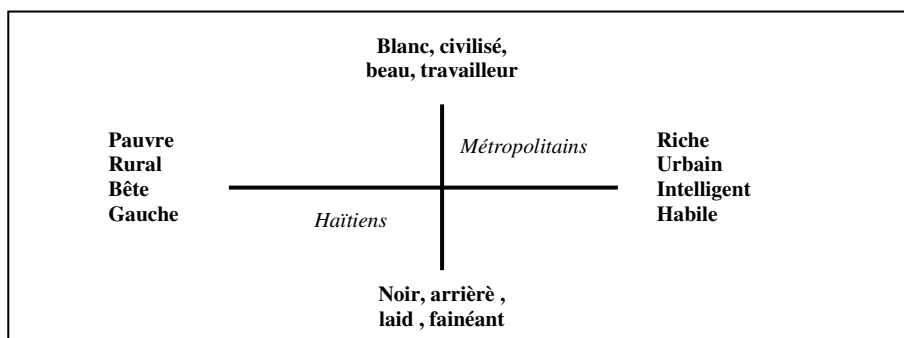 Blanc, civilisé,
beau, travailleur
Pauvre
Rural
Bête
Gauche
Métropolitains
Riche
Urbain
Intelligent
Habile
Haïtiens
Noir, arrièrè ,
laid , fainéant